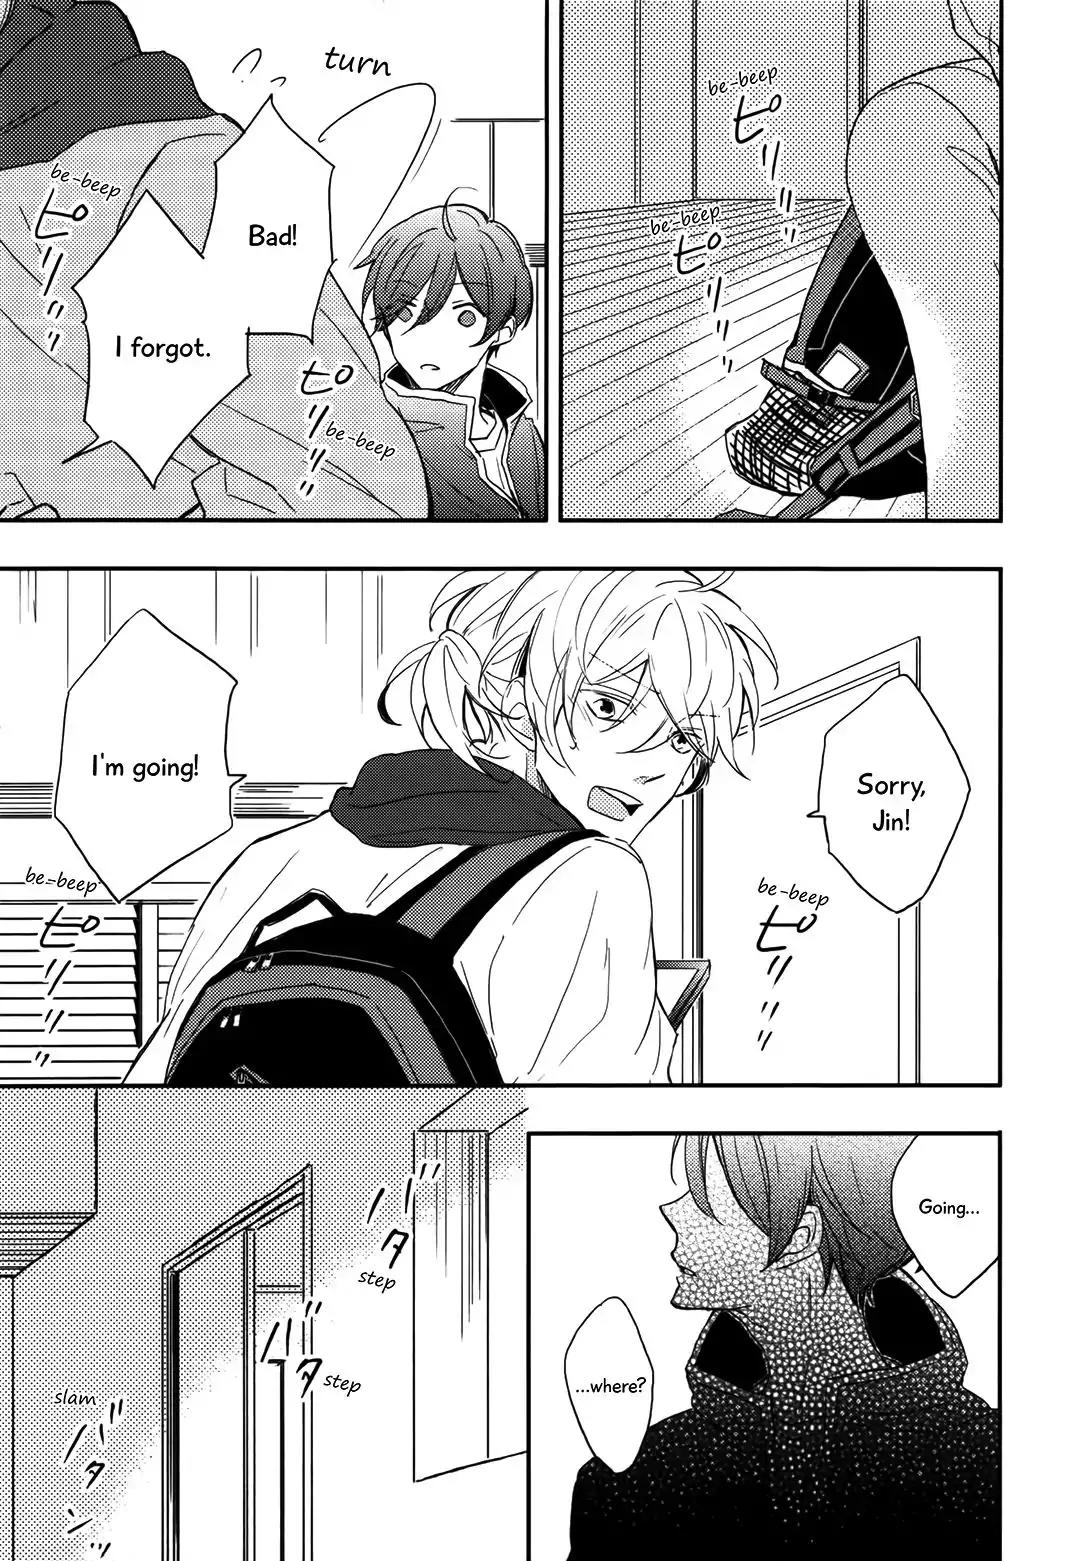 be-beep
ピリリリ
be-beep
ピリリリ
turn
Bad!
I forgot.
be-beep
ピリリリ
be-beep
ピリリリ
Sorry,
Jin!
I'm going!
be-beep
ピリリ
be-beep
ピリリリ
Going...
...where?
バタ
step
バタ
step
slam
バタン